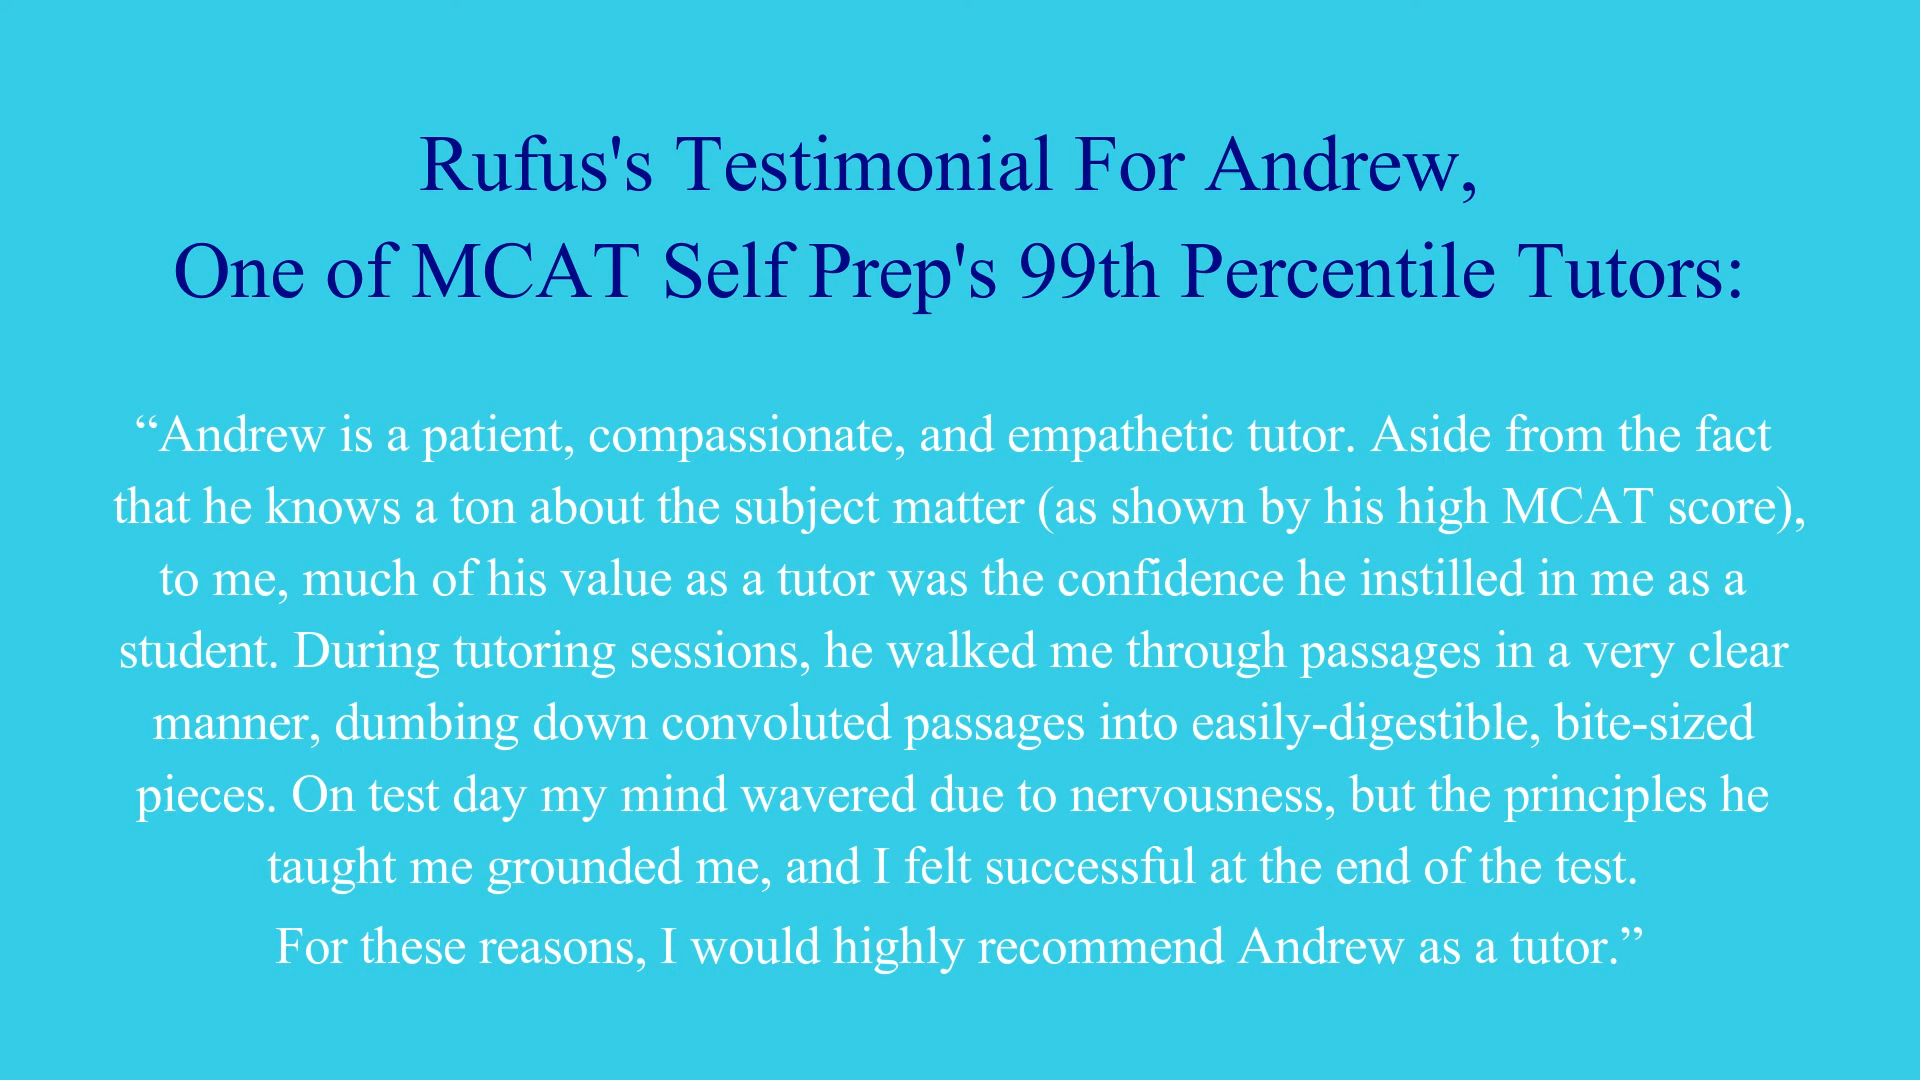 Rufus's Testimonial For Andrew,
One of MCAT Self Prep's 99th Percentile Tutors:
“Andrew is a patient, compassionate, and empathetic tutor. Aside from the fact
that he knows a ton about the subject matter (as shown by his high MCAT score),
to me, much of his value as a tutor was the confidence he instilled in me as a
student. During tutoring sessions, he walked me through passages in a very clear
manner, dumbing down convoluted passages into easily-digestible, bite-sized
pieces. On test day my mind wavered due to nervousness, but the principles he
taught me grounded me, and I felt successful at the end of the test.
For these reasons, I would highly recommend Andrew as a tutor.”